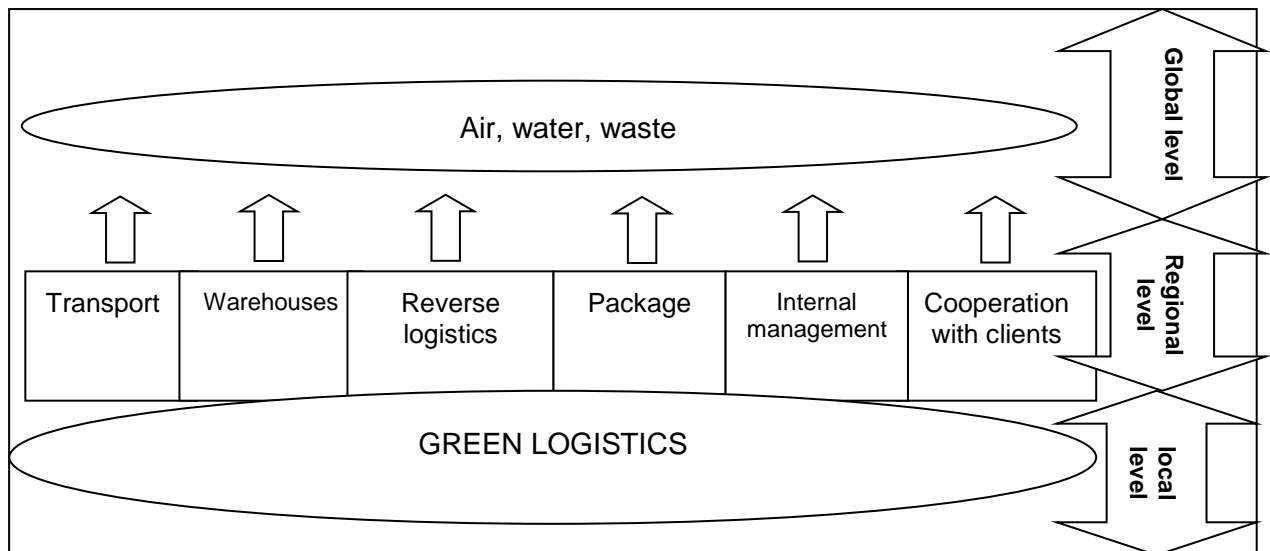 Air, water, waste
Transport
Warehouses
Reverse
logistics
Package
Internal
management
Cooperation
with clients
GREEN LOGISTICS
Global level
Regional
level
local
level